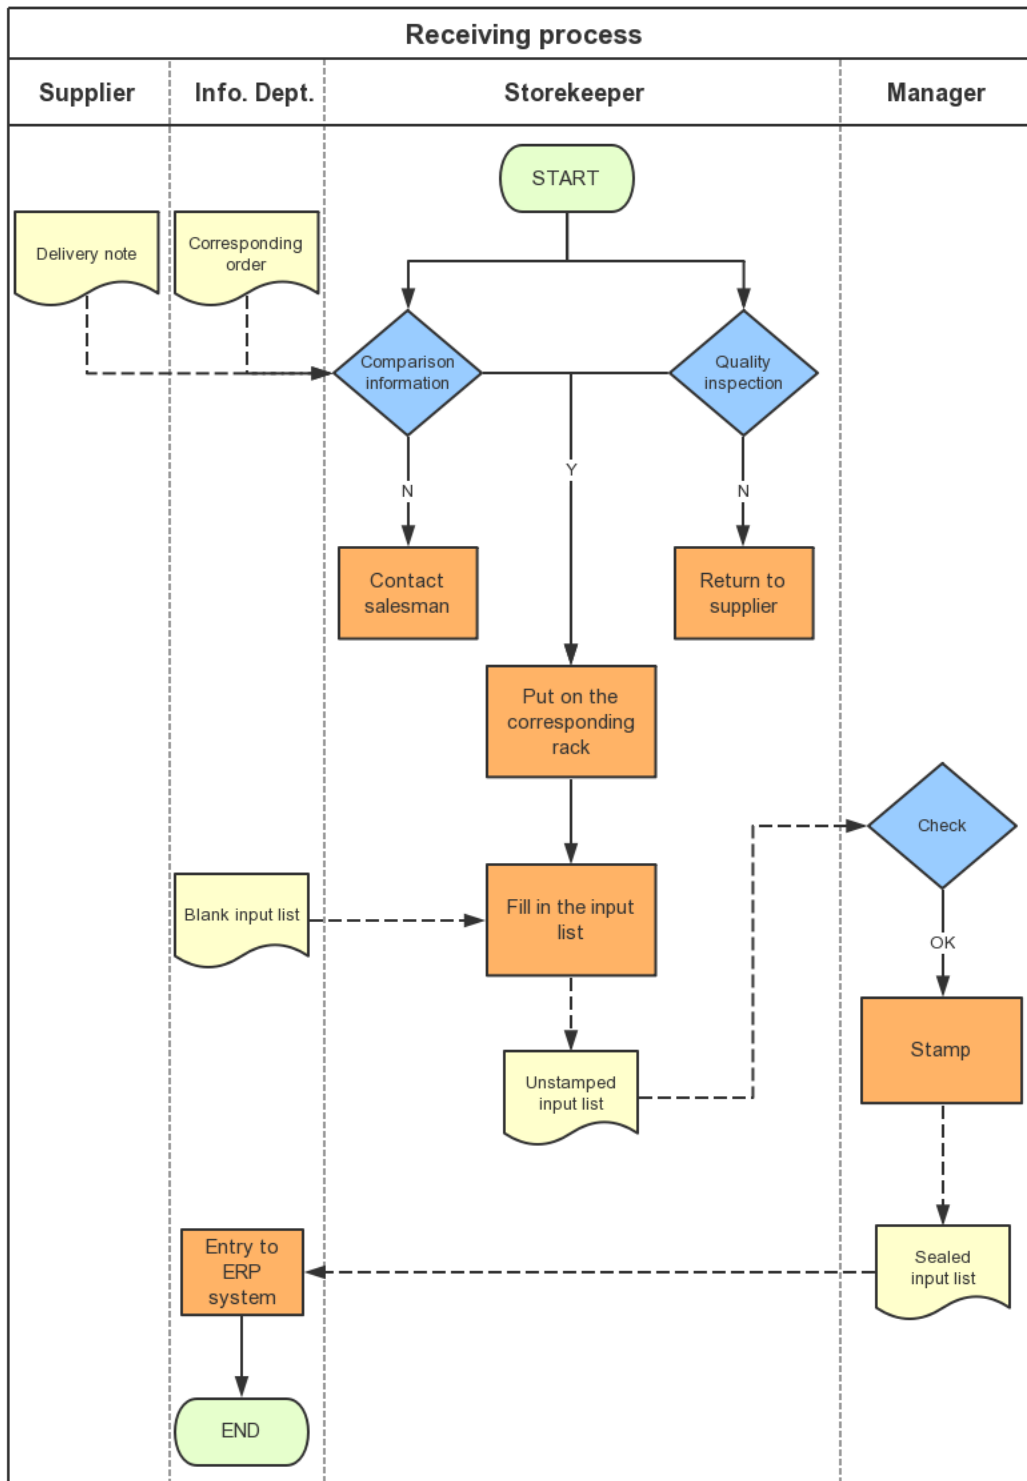 Receiving process
Supplier
Info. Dept.
Storekeeper
Manager
START
Delivery note
Corresponding
order
Comparison
information
Quality
inspection
Y
N
N
Contact
salesman
Return to
supplier
Put on the
corresponding
rack
Check
Blank input list
Fill in the input
list
OK
Stamp
Unstamped
input list
Entry to
ERP
system
Sealed
input list
END